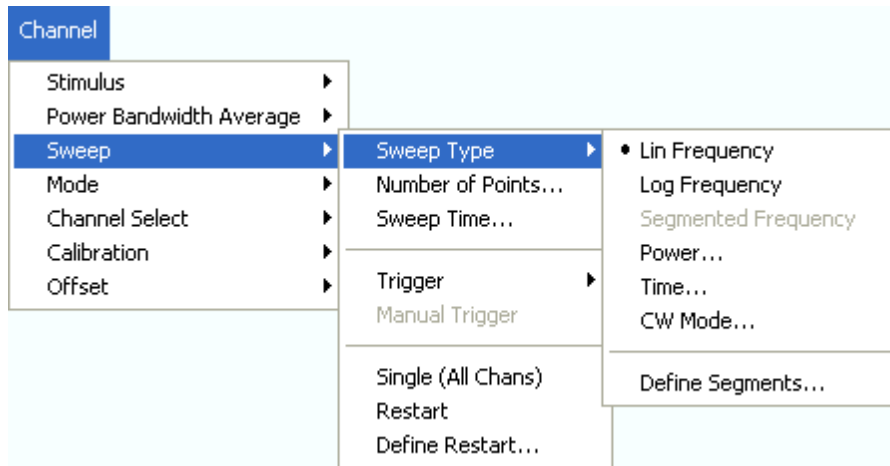 Channel
Stimulus
Power Bandwidth Average
Sweep
Mode
Channel Select
Calibration
Offset
Sweep Type
Number of Points...
Sweep Time...
Trigger
Manual Trigger
Single (All Chans)
Restart
Define Restart...
Lin Frequency
Log Frequency
Segmented Frequency
Power...
Time...
CW Mode...
Define Segments...